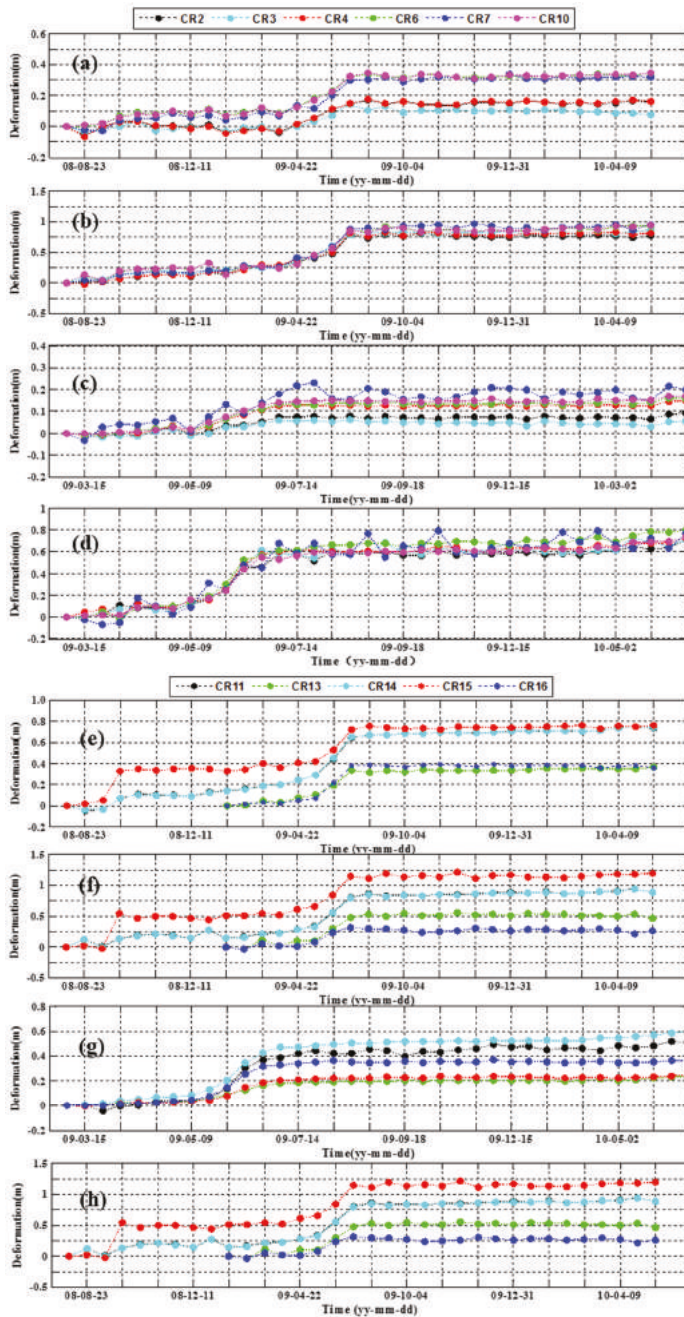 CR2 CR3 CR4 CR6 CR7 CR10
(a)
Deformation(m)
0.6
0.4
0.2
0
0.2
08-08-23 08-12-11 09-04-22 09-10-04 09-12-31 10-04-09
Time (yy-mm-dd)
(b)
Deformation(m)
1.5
1
0.5
0
-0.5
08-08-23 08-12-11 09-04-22 09-10-04 09-12-31 10-04-09
Time (yy-mm-dd)
(c)
Deformation(m)
0.4
0.3
0.2
0.1
0
-0.1
0.2
09-03-15 09-05-09 09-07-14 09-09-18 09-12-15 10-03-02
Time(yy-mm-dd)
(d)
Deformation(m)
1
0.8
0.6
0.4
0.2
0
-0.2
09-03-15 09-05-09 09-07-14 09-09-18 09-12-15 10-05-02
Time (yy-mm-dd)
CR11 CR13 CR14 CR15 CR16
(e)
Deformation(m)
1.0
0.8
0.6
0.4
0.2
0
0.2
08-08-23 08-12-11 09-04-22 09-10-04 09-12-31 10-04-09
Time(yy-mm-dd)
(f)
Deformation(m)
1.5
1
0.5
0
-0.5
08-08-23 08-12-11 09-04-22 09-10-04 09-12-31 10-04-09
Time (yy-mm-dd)
(g)
Deformation(m)
0.8
0.6
0.4
0.2
0
0.2
09-03-15 09-05-09 09-07-14 09-09-18 09-12-15 10-05-02
Time(yy-mm-dd)
(h)
Deformation(m)
1.5
1
0.5
0
-0.5
08-08-23 08-12-11 09-04-22 09-10-04 09-12-31 10-04-09
Time (yy-mm-dd)